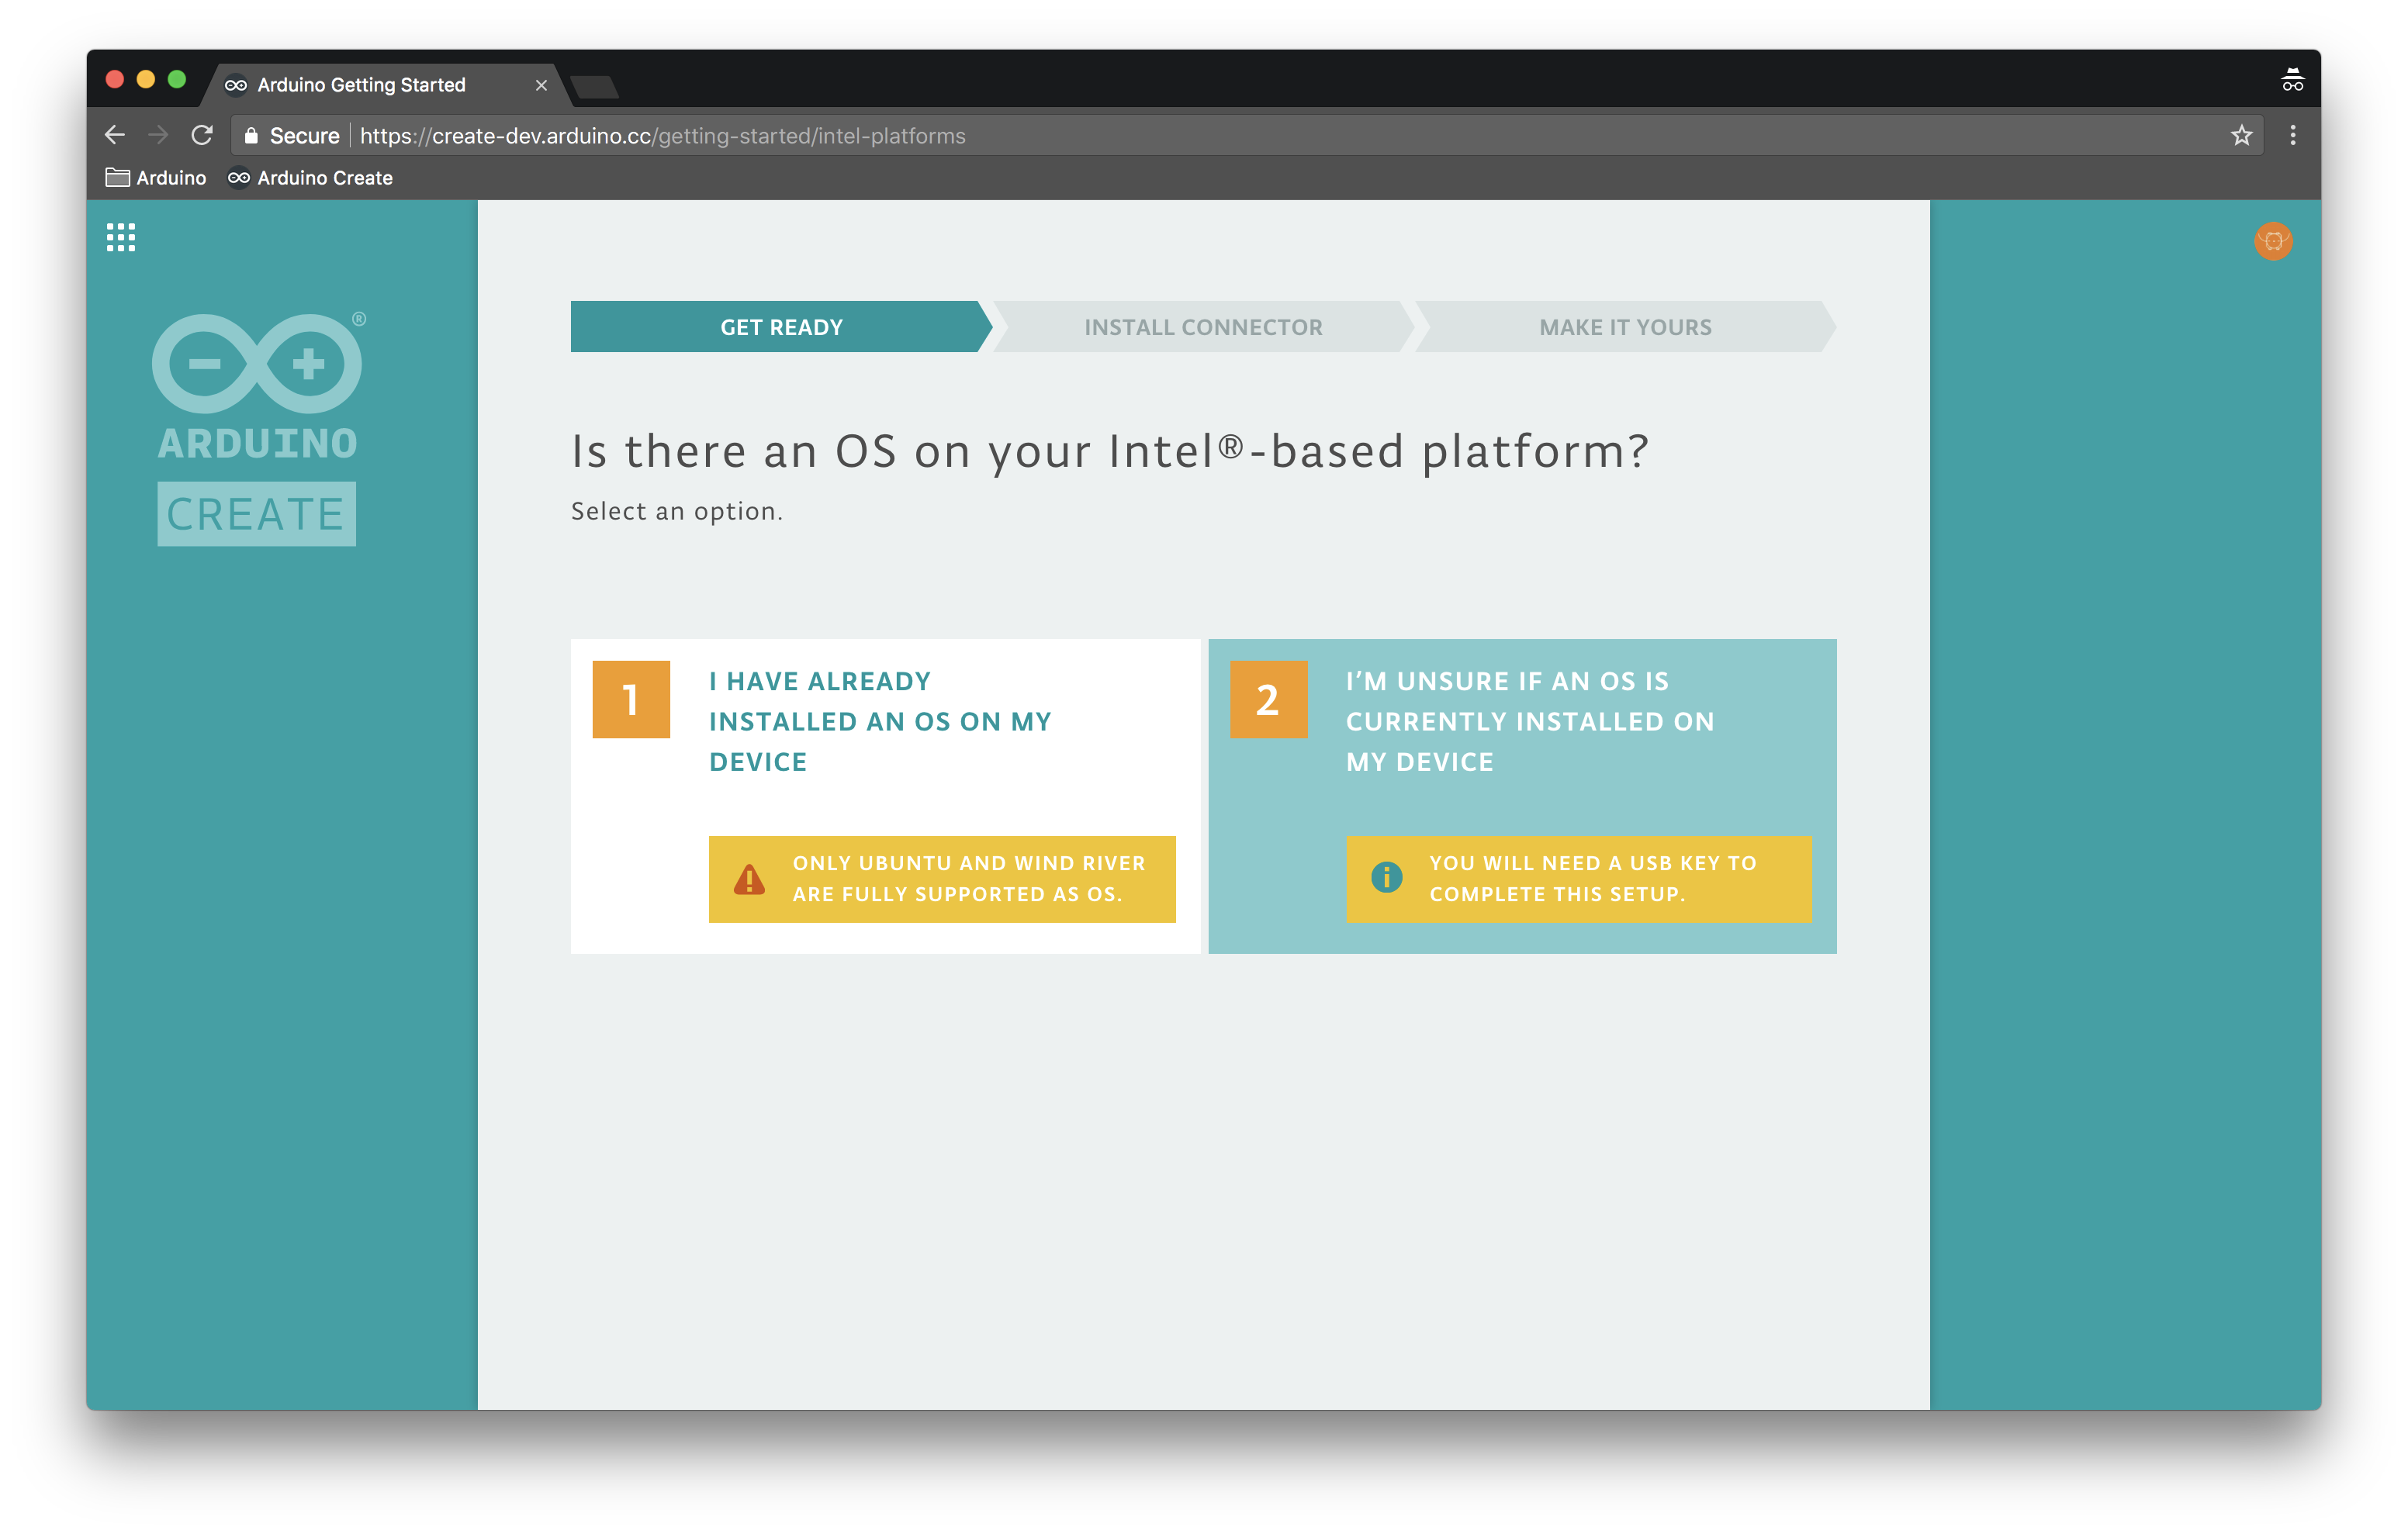 Arduino Getting Started
Secure https://create-dev.arduino.cc/getting-started/intel-platforms
Arduino Arduino Create
®
ARDUINO
CREATE
GET READY INSTALL CONNECTOR MAKE IT YOURS
Is there an OS on your Intel®-based platform?
Select an option.
1
I HAVE ALREADY
INSTALLED AN OS ON MY
DEVICE
ONLY UBUNTU AND WIND RIVER
ARE FULLY SUPPORTED AS OS.
2
I’M UNSURE IF AN OS IS
CURRENTLY INSTALLED ON
MY DEVICE
YOU WILL NEED A USB KEY TO
COMPLETE THIS SETUP.